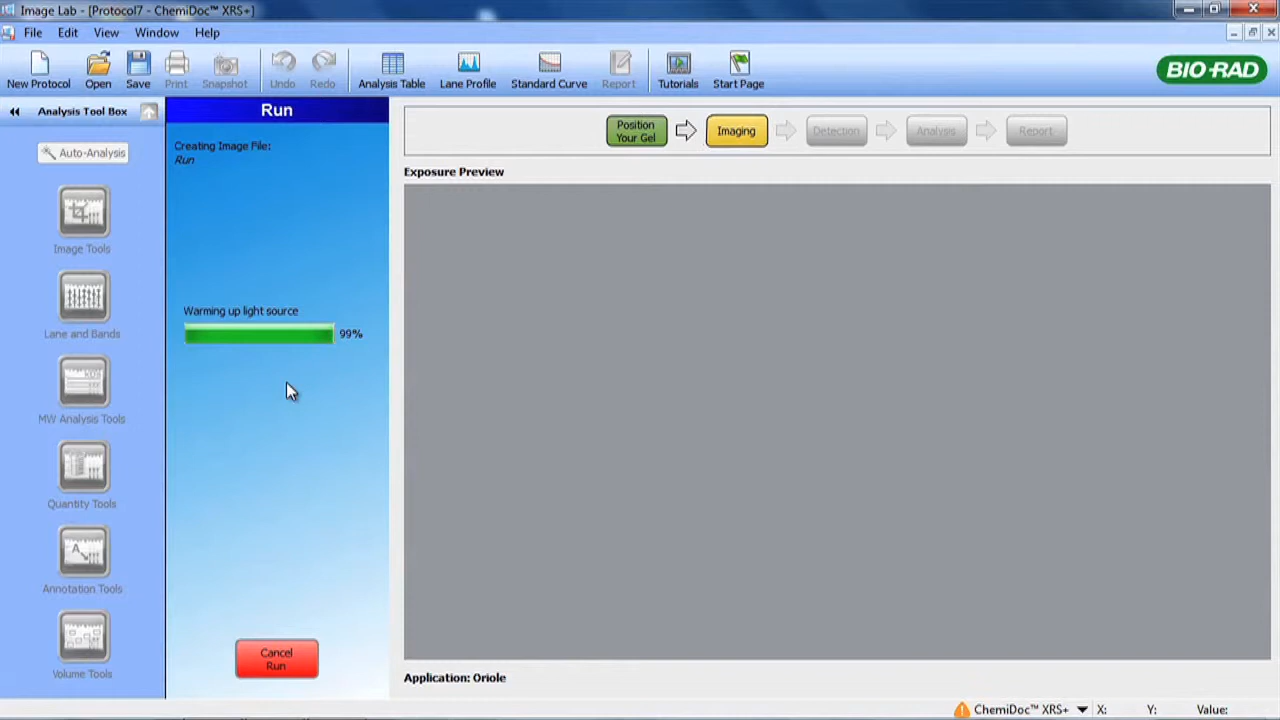 Image Lab - [Protocol7 - ChemiDoc™ XRS+]
File Edit View Window Help
New Protocol Open Save Print Snapshot Undo Redo Analysis Table Lane Profile Standard Curve Report Tutorials Start Page
BIO-RAD
Analysis Tool Box
Auto-Analysis
Image Tools
Lane and Bands
MW Analysis Tools
Quantity Tools
Annotation Tools
Volume Tools
Run
Creating Image File:
Run
Warming up light source
99%
Cancel
Run
Position
Your Gel
Imaging
Detection
Analysis
Report
Exposure Preview
Application: Oriole
ChemiDoc™ XRS+ X: Y: Value: